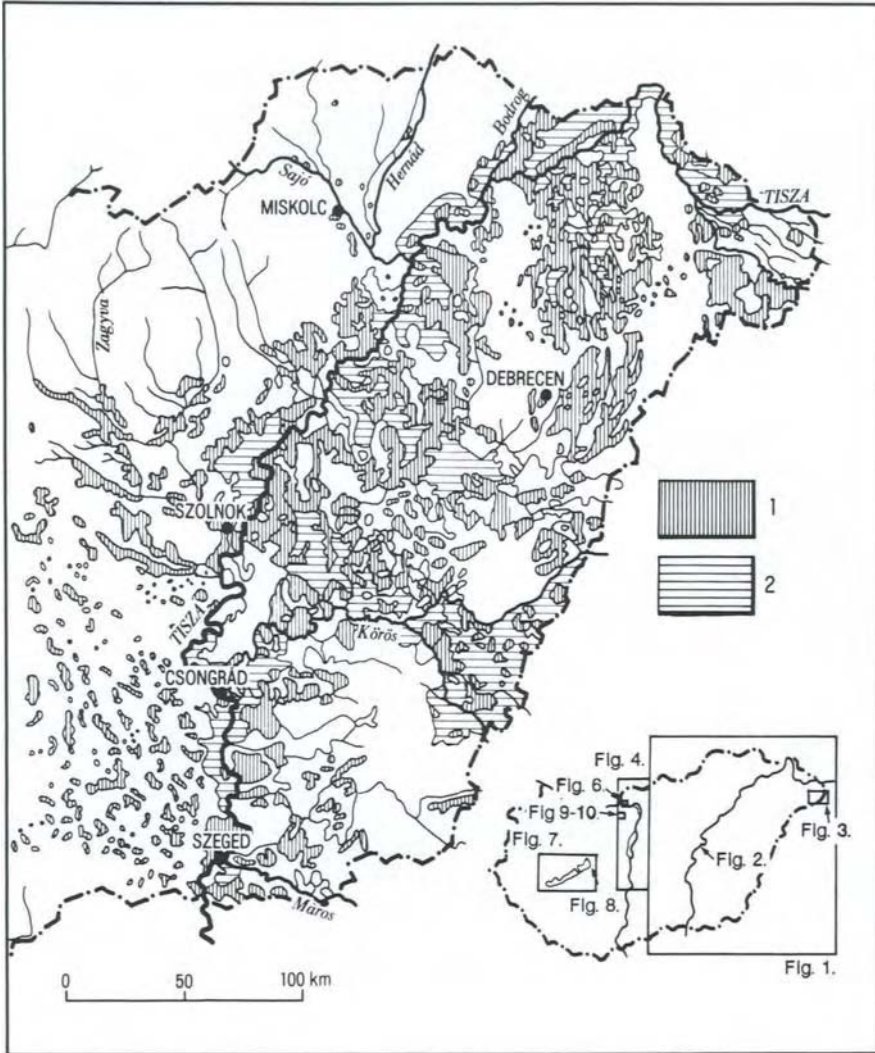 Bodrog
Hernád
Sajó
MISKOLC
TISZA
Zagyva
DEBRECEN
1
SZOLNOK
2
TISZA
Körös
CSONGRÁD
Fig. 4.
Fig. 6.
Fig 9-10.
Fig. 3.
Fig. 7.
Fig. 2.
SZEGED
Fig. 8.
Máros
Fig. 1.
0 50 100 km